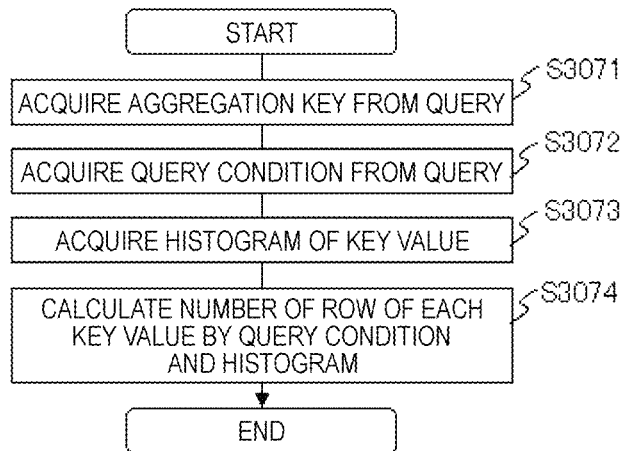 START
S3071
ACQUIRE AGGREGATION KEY FROM QUERY
S3072
ACQUIRE QUERY CONDITION FROM QUERY
S3073
ACQUIRE HISTOGRAM OF KEY VALUE
S3074
CALCULATE NUMBER OF ROW OF EACH
KEY VALUE BY QUERY CONDITION
AND HISTOGRAM
END